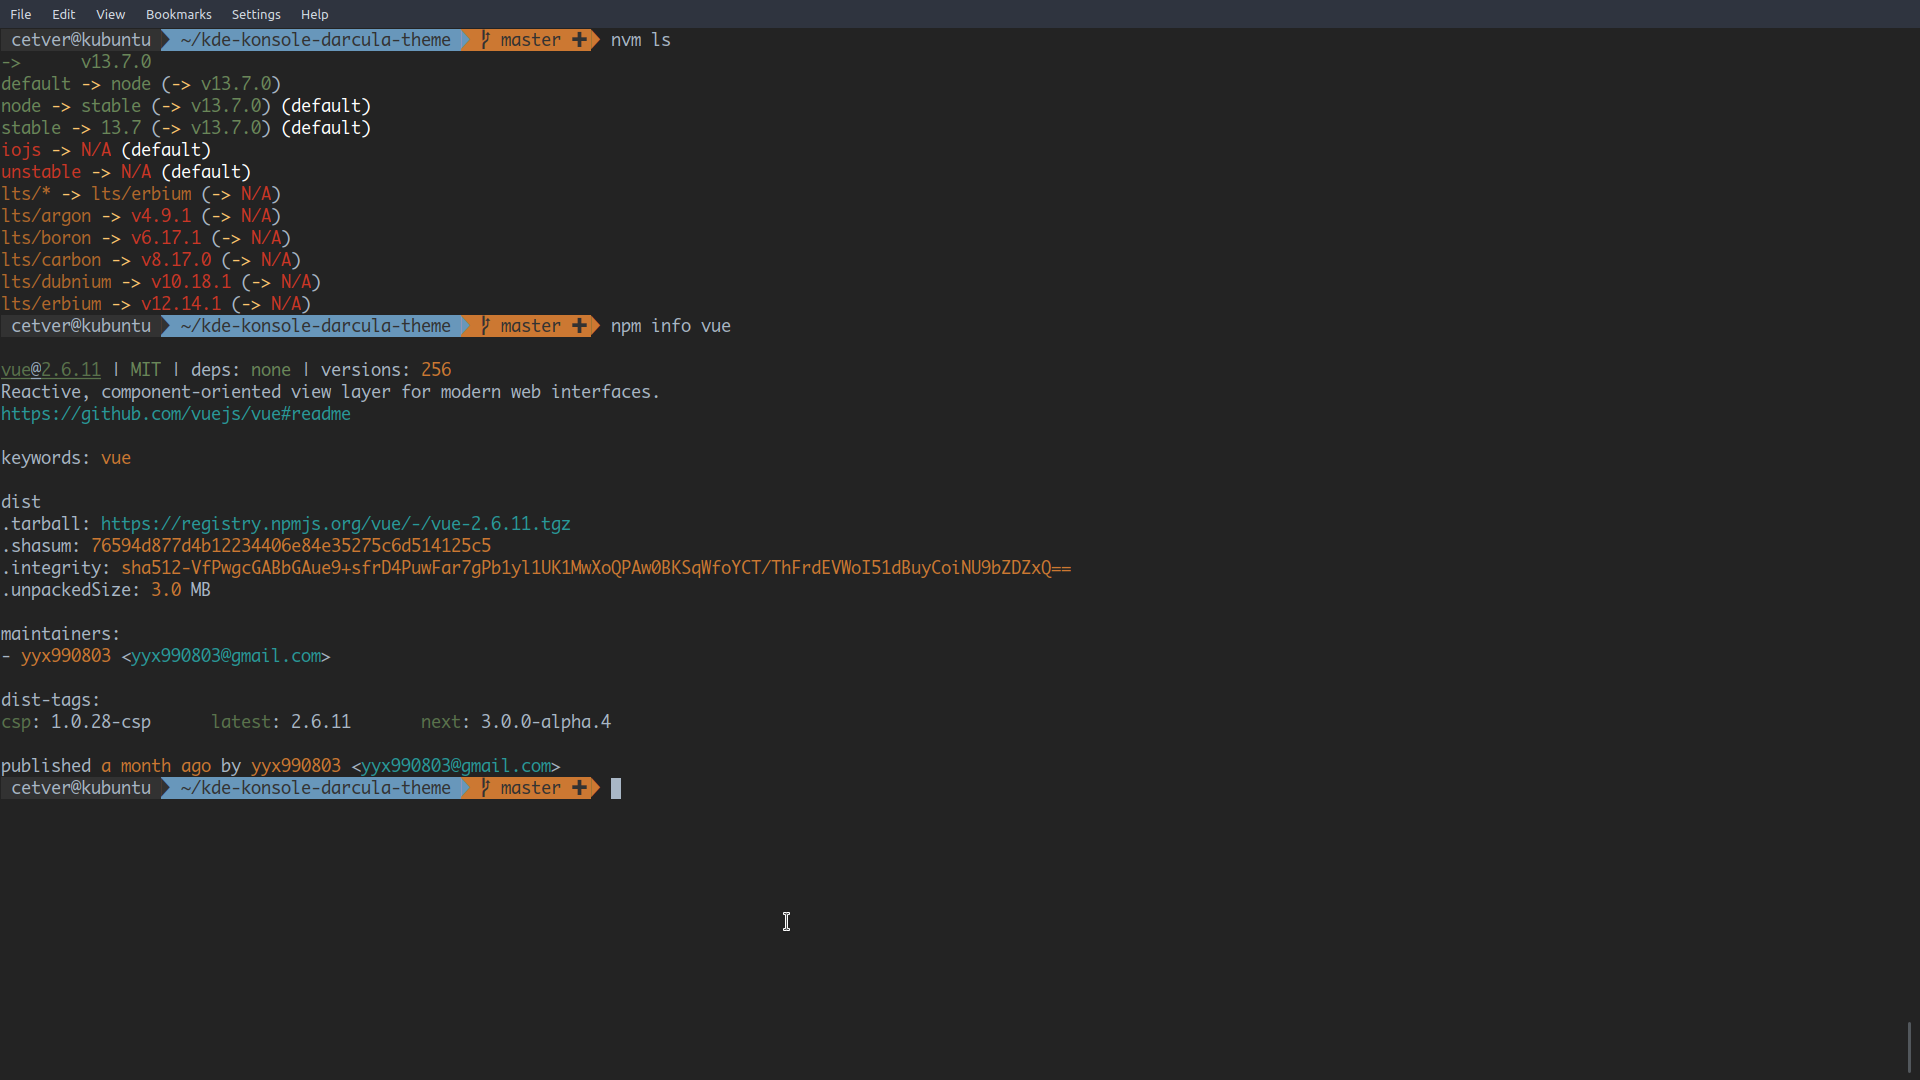 File Edit View Bookmarks Settings Help
cetver@kubuntu ~/kde-konsole-darcula-theme master ✚ nvm ls
-> v13.7.0
default -> node (-> v13.7.0)
node -> stable (-> v13.7.0) (default)
stable -> 13.7 (-> v13.7.0) (default)
iojs -> N/A (default)
unstable -> N/A (default)
lts/* -> lts/erbium (-> N/A)
lts/argon -> v4.9.1 (-> N/A)
lts/boron -> v6.17.1 (-> N/A)
lts/carbon -> v8.17.0 (-> N/A)
lts/dubnium -> v10.18.1 (-> N/A)
lts/erbium -> v12.14.1 (-> N/A)
cetver@kubuntu ~/kde-konsole-darcula-theme master ✚ npm info vue
vue@2.6.11 | MIT | deps: none | versions: 256
Reactive, component-oriented view layer for modern web interfaces.
https://github.com/vuejs/vue#readme
keywords: vue
dist
.tarball: https://registry.npmjs.org/vue/-/vue-2.6.11.tgz
.shasum: 76594d877d4b12234406e84e35275c6d514125c5
.integrity: sha512-VfPwgcGABbGAue9+sfrD4PuwFar7gPb1yl1UK1MwXoQPAw0BKSqWfoYCT/ThFrdEVWoI51dBuyCoiNU9bZDZxQ==
.unpackedSize: 3.0 MB
maintainers:
- yyx990803 <yyx990803@gmail.com>
dist-tags:
csp: 1.0.28-csp latest: 2.6.11 next: 3.0.0-alpha.4
published a month ago by yyx990803 <yyx990803@gmail.com>
cetver@kubuntu ~/kde-konsole-darcula-theme master ✚